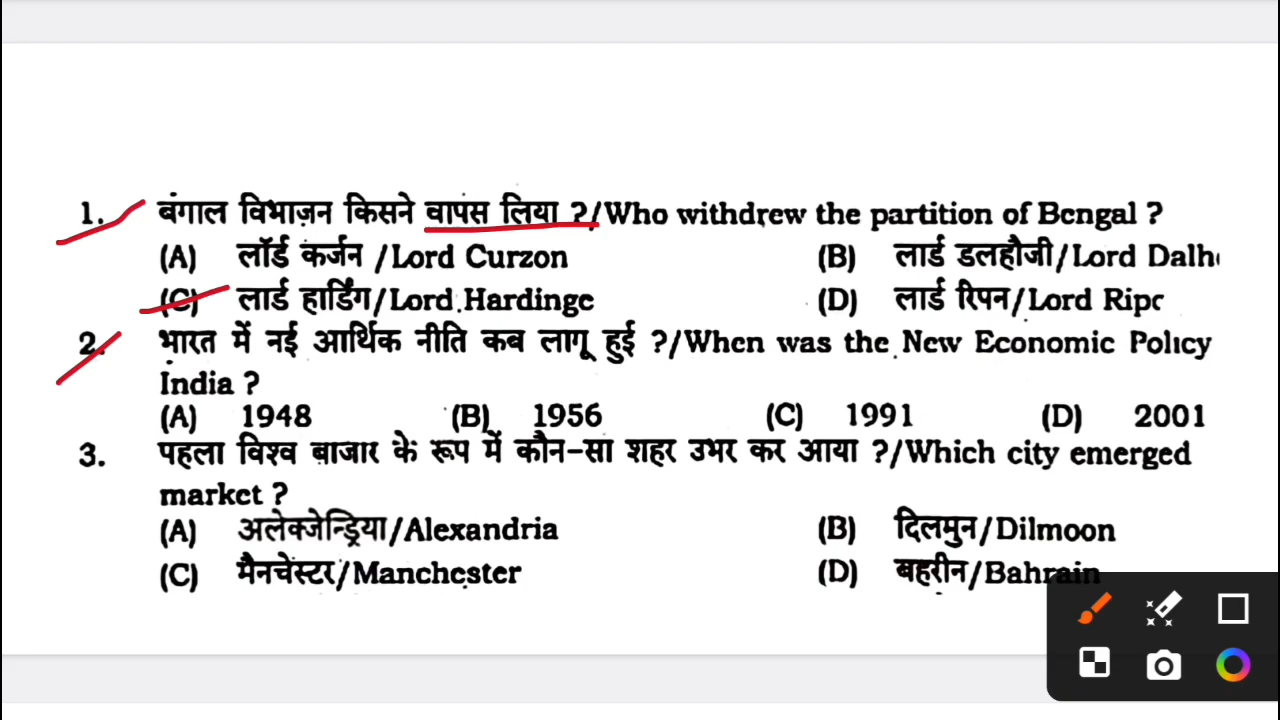 1. बंगाल विभाज़न किसने वापस लिया ?/Who withdrew the partition of Bengal ?
(A) लॉर्ड कर्जन /Lord Curzon (B) लार्ड डलहौजी/Lord Dalh
(C) लार्ड हार्डिंग/Lord Hardinge (D) लार्ड रिपन/Lord Ripc
2. भारत में नई आर्थिक नीति कब लागू हुई ?/When was the New Economic Policy
India ?
(A) 1948 (B) 1956 (C) 1991 (D) 2001
3. पहला विश्व बाजार के रूप में कौन-सा शहर उभर कर आया ?/Which city emerged
market ?
(A) अलेक्जेन्ड्रिया/Alexandria (B) दिलमुन/Dilmoon
(C) मैनचेस्टर/Manchester (D) बहरीन/Bahrain